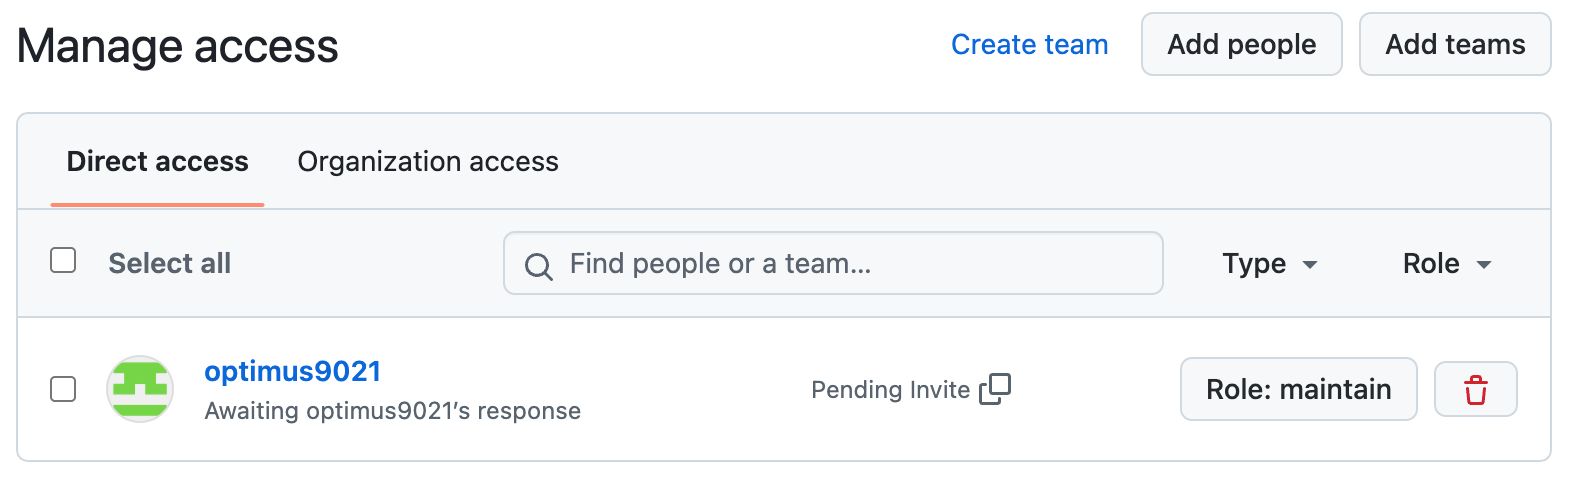 Manage access
Create team
Add people
Add teams
Direct access
Organization access
Select all
Find people or a team...
Type
Role
optimus9021
Awaiting optimus9021's response
Pending Invite
Role: maintain